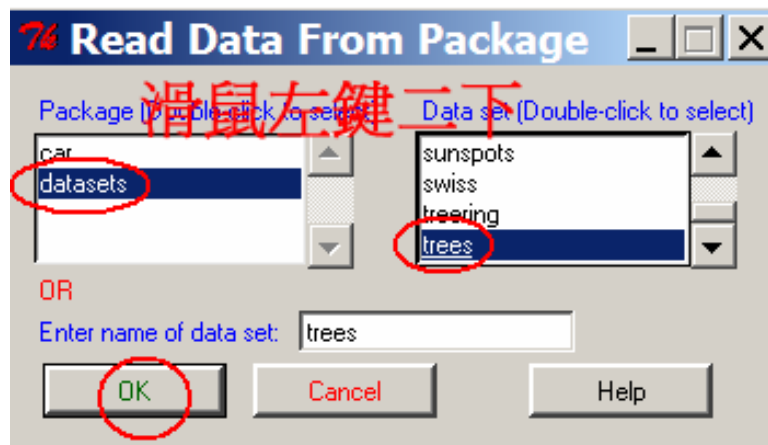 Read Data From Package
滑鼠左鍵二下
Package (Double-click to select)
Data set (Double-click to select)
car
datasets
sunspots
swiss
treering
trees
OR
Enter name of data set: trees
OK
Cancel
Help